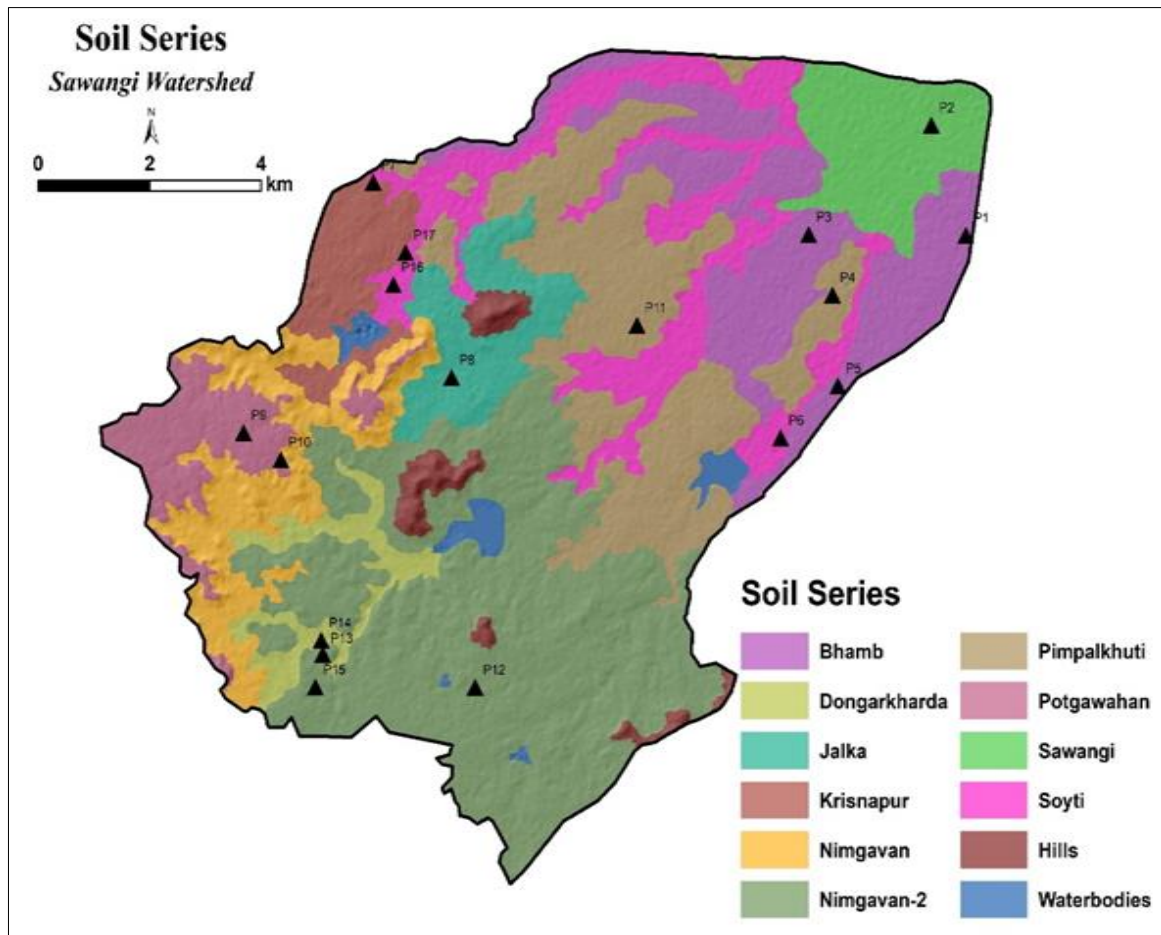 Soil Series
Sawangi Watershed
N
0 2 4
km
P2
P3
P1
P17
P16
P4
P11
P8
P5
P6
P10
P14
P13
P15
P12
Soil Series
Bhamb
Dongarkharda
Jalka
Krisnapur
Nimgavan
Nimgavan-2
Pimpalkhuti
Potgawahan
Sawangi
Soyti
Hills
Waterbodies